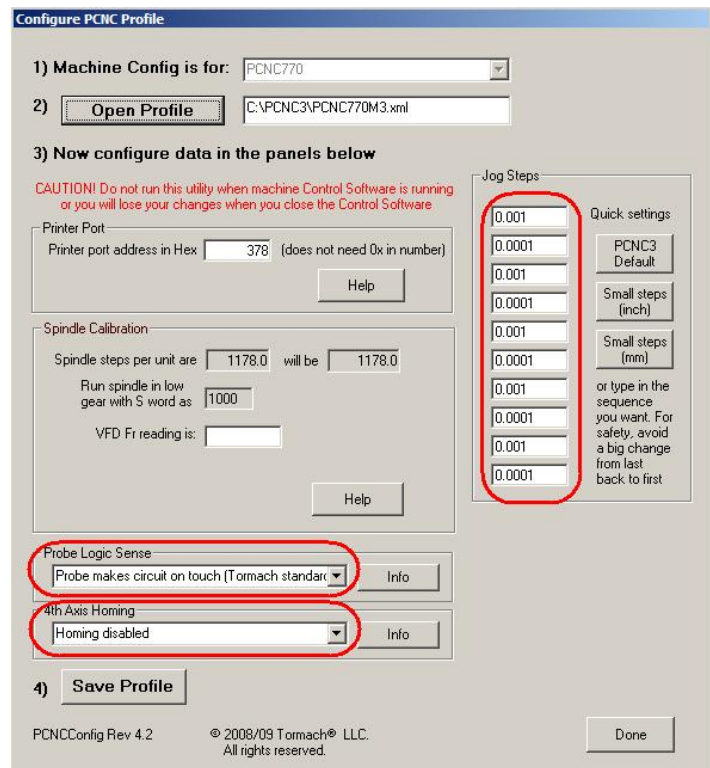 Configure PCNC Profile
1) Machine Config is for: PCNC770
2) Open Profile C:\PCNC3\PCNC770M3.xml
3) Now configure data in the panels below
CAUTION! Do not run this utility when machine Control Software is running
or you will lose your changes when you close the Control Software
Printer Port
Printer port address in Hex 378 (does not need 0x in number)
Help
Spindle Calibration
Spindle steps per unit are 1178.0 will be 1178.0
Run spindle in low
gear with S word as 1000
VFD Fr reading is:
Help
Probe Logic Sense
Probe makes circuit on touch (Tormach standarc Info
4th Axis Homing
Homing disabled Info
4) Save Profile
Jog Steps
0.001
0.0001
0.001
0.0001
0.001
0.0001
0.001
0.0001
0.001
0.0001
Quick settings
PCNC3
Default
Small steps
(inch)
Small steps
(mm)
or type in the
sequence
you want. For
safety, avoid
a big change
from last
back to first
PCNCConfig Rev 4.2
© 2008/09 Tormach® LLC.
All rights reserved.
Done